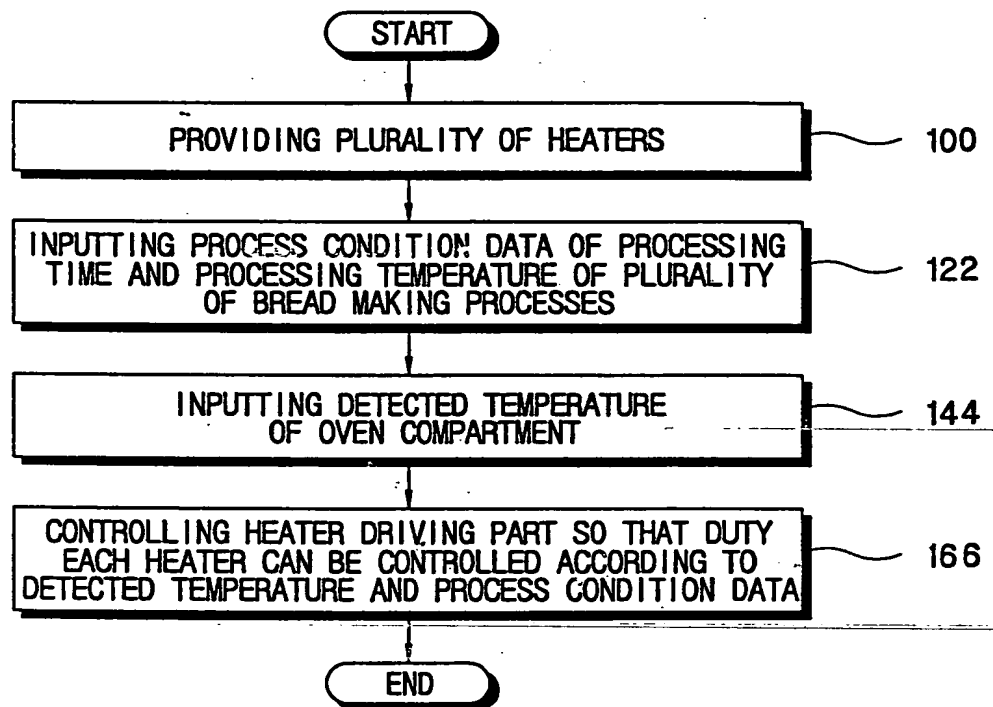 START
PROVIDING PLURALITY OF HEATERS
100
INPUTTING PROCESS CONDITION DATA OF PROCESSING
TIME AND PROCESSING TEMPERATURE OF PLURALITY
OF BREAD MAKING PROCESSES
122
INPUTTING DETECTED TEMPERATURE
OF OVEN COMPARTMENT
144
CONTROLLING HEATER DRIVING PART SO THAT DUTY
EACH HEATER CAN BE CONTROLLED ACCORDING TO
DETECTED TEMPERATURE AND PROCESS CONDITION DATA
166
END